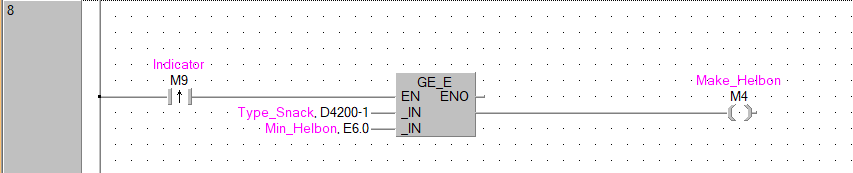 8
Indicator
M9
GE_E
EN ENO
Type_Snack, D4200-1 _IN
Min_Helbon, E6.0 _IN
Make_Helbon
M4